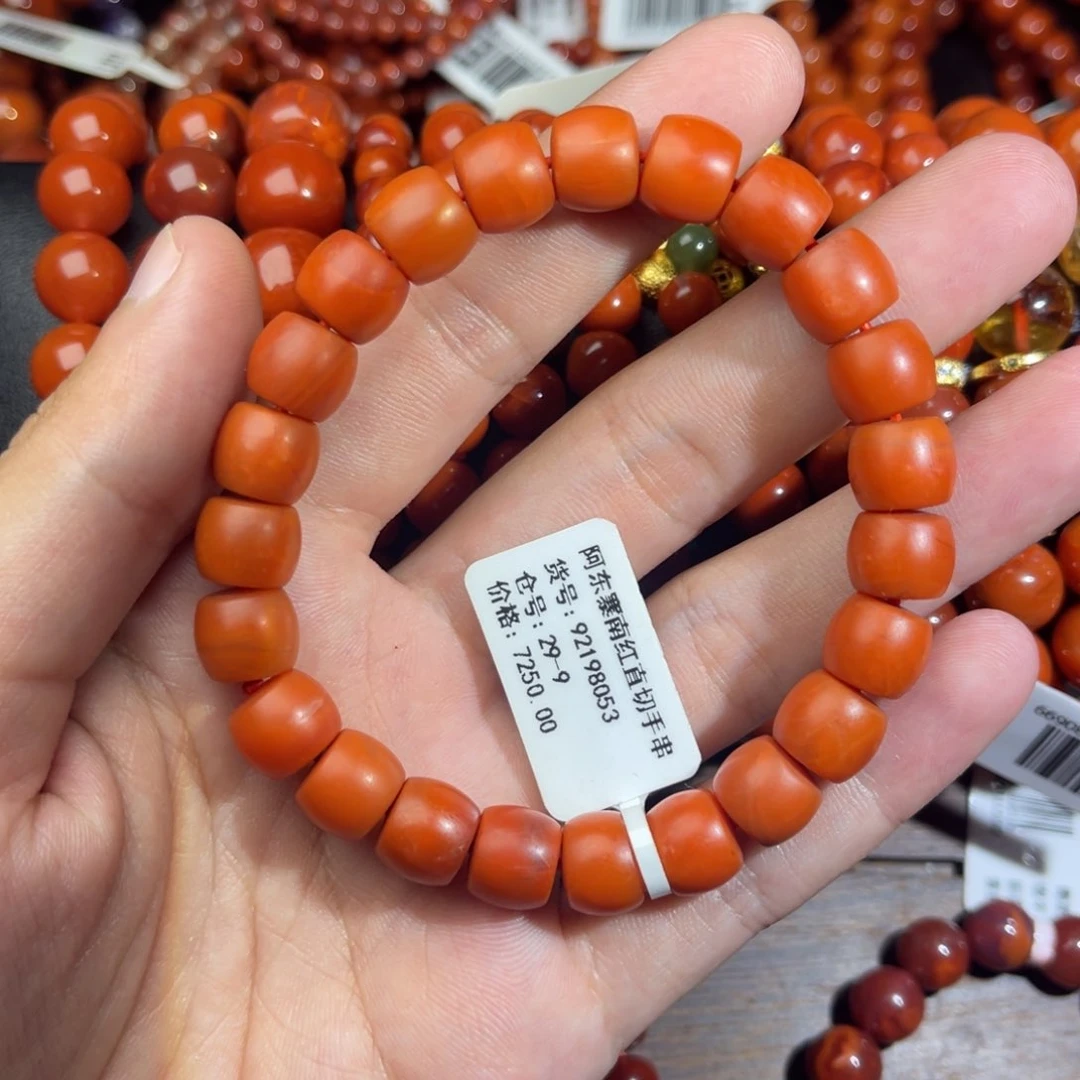 阿东寨南红直切手串
货号: 92198053
仓号: 29-9
价格: 7250.00